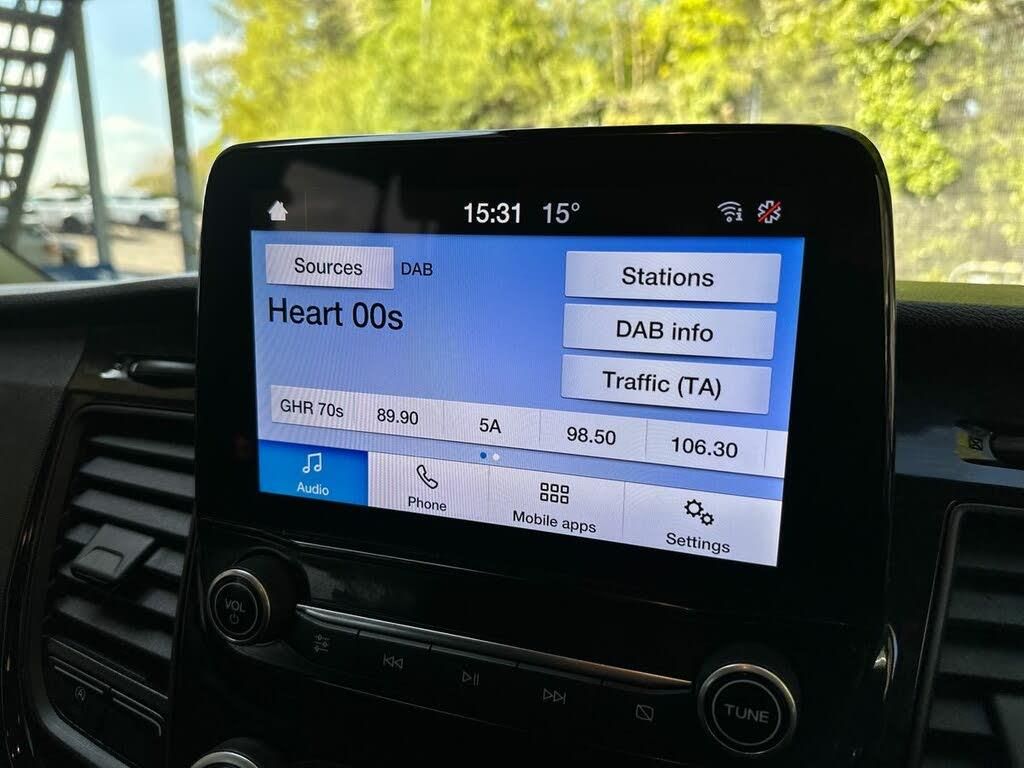 15:31 15°
Sources DAB
Stations
Heart 00s
DAB info
Traffic (TA)
GHR 70s 89.90 5A 98.50 106.30
Audio
Phone
Mobile apps
Settings
VOL
TUNE